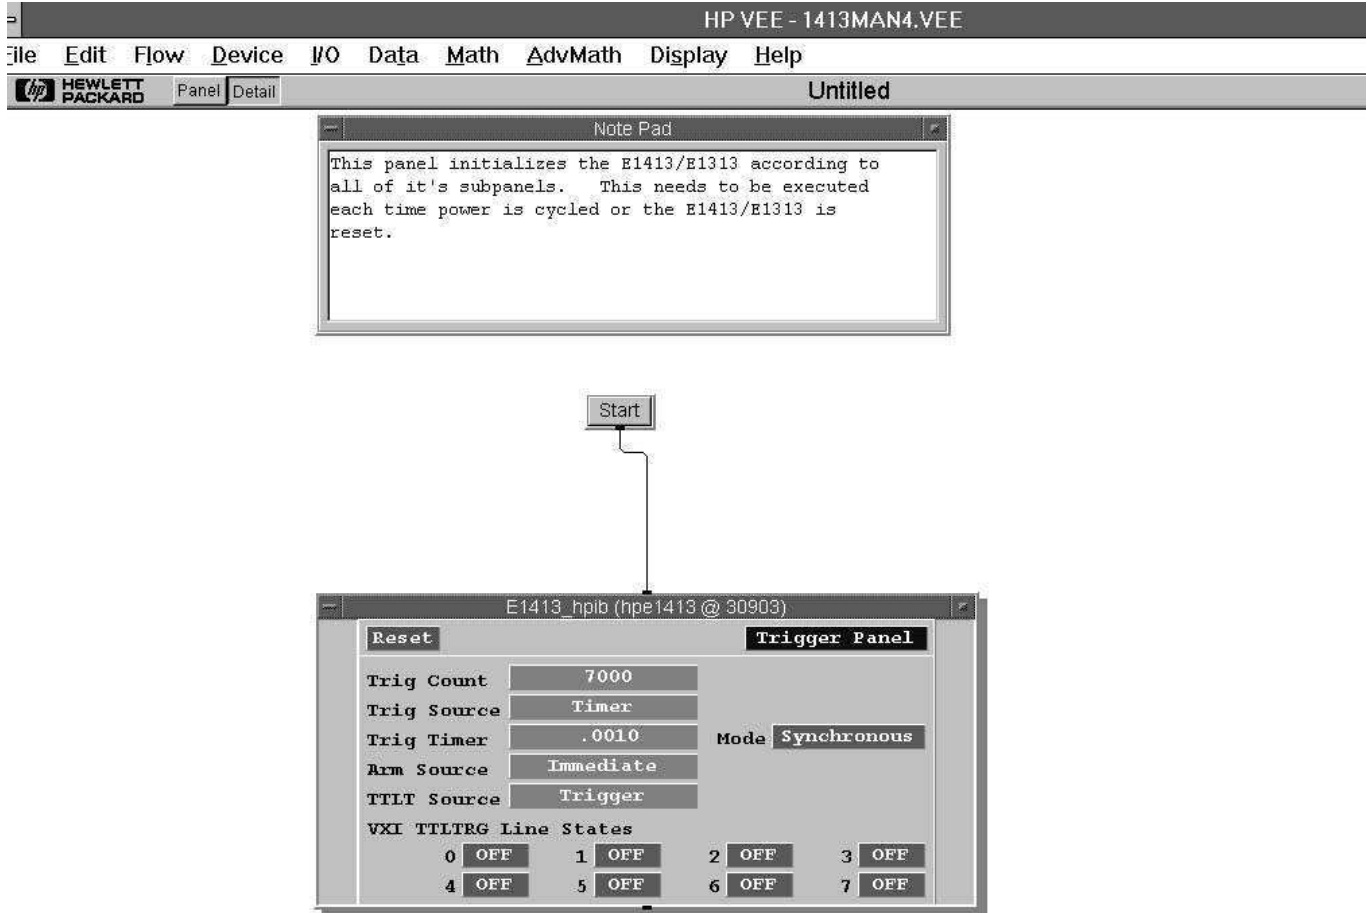 HP VEE - 1413MAN4.VEE
File Edit Flow Device I/O Data Math AdvMath Display Help
hp HEWLETT PACKARD Panel Detail Untitled
Note Pad
This panel initializes the E1413/E1313 according to
all of it's subpanels. This needs to be executed
each time power is cycled or the E1413/E1313 is
reset.
Start
E1413_hpib (hpe1413 @ 30903)
Reset Trigger Panel
Trig Count 7000
Trig Source Timer
Trig Timer .0010 Mode Synchronous
Arm Source Immediate
TTLT Source Trigger
VXI TTLTRG Line States
0 OFF 1 OFF 2 OFF 3 OFF
4 OFF 5 OFF 6 OFF 7 OFF